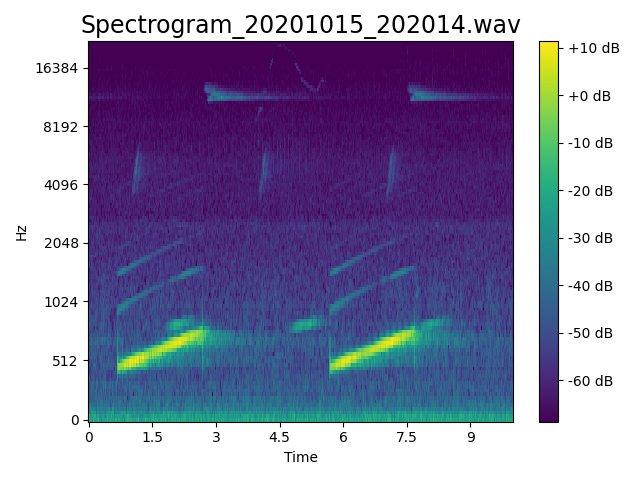 Spectrogram_20201015_202014.wav
16384
8192
4096
2048
1024
512
0
Hz
0 1.5 3 4.5 6 7.5 9
Time
+10 dB
+0 dB
-10 dB
-20 dB
-30 dB
-40 dB
-50 dB
-60 dB